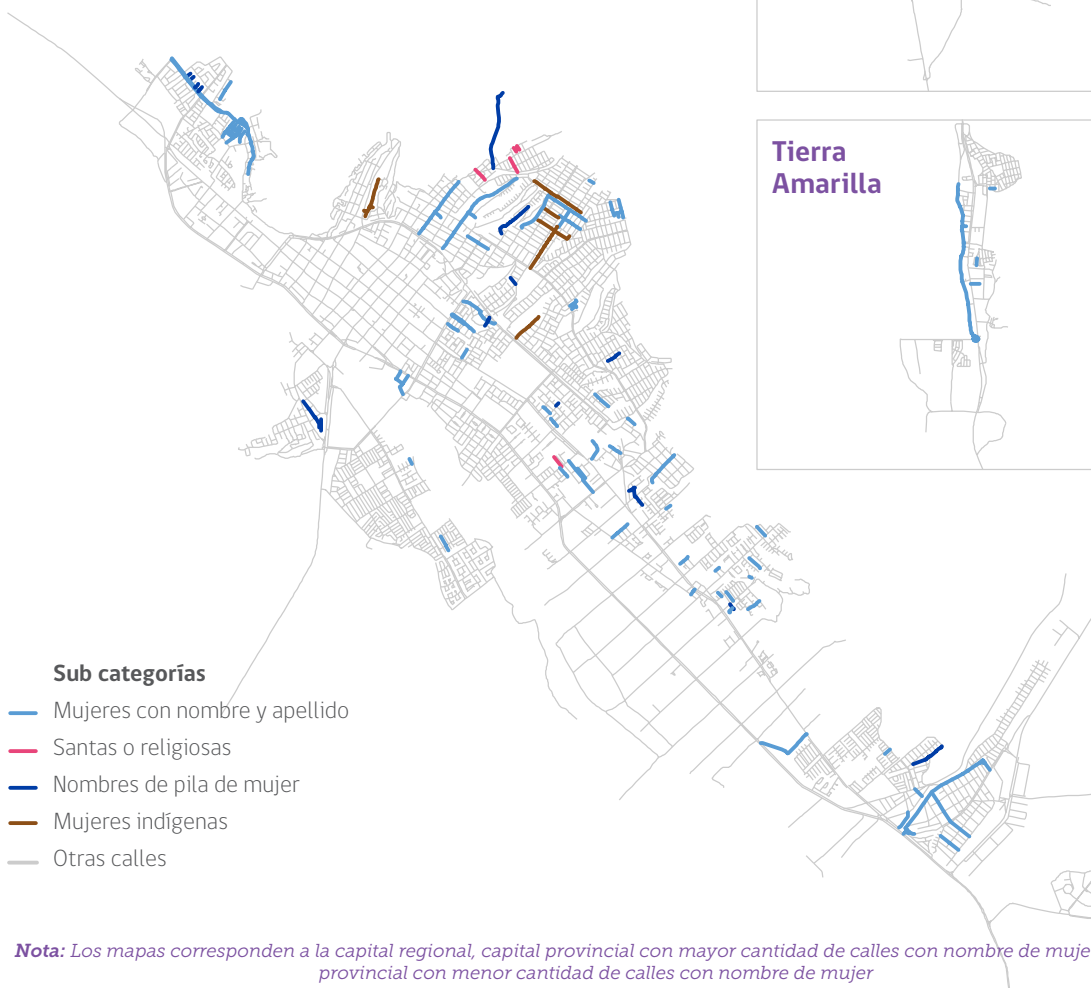 Tierra
Amarilla
Sub categorías
Mujeres con nombre y apellido
Santas o religiosas
Nombres de pila de mujer
Mujeres indígenas
Otras calles
Nota: Los mapas corresponden a la capital regional, capital provincial con mayor cantidad de calles con nombre de muje
provincial con menor cantidad de calles con nombre de mujer